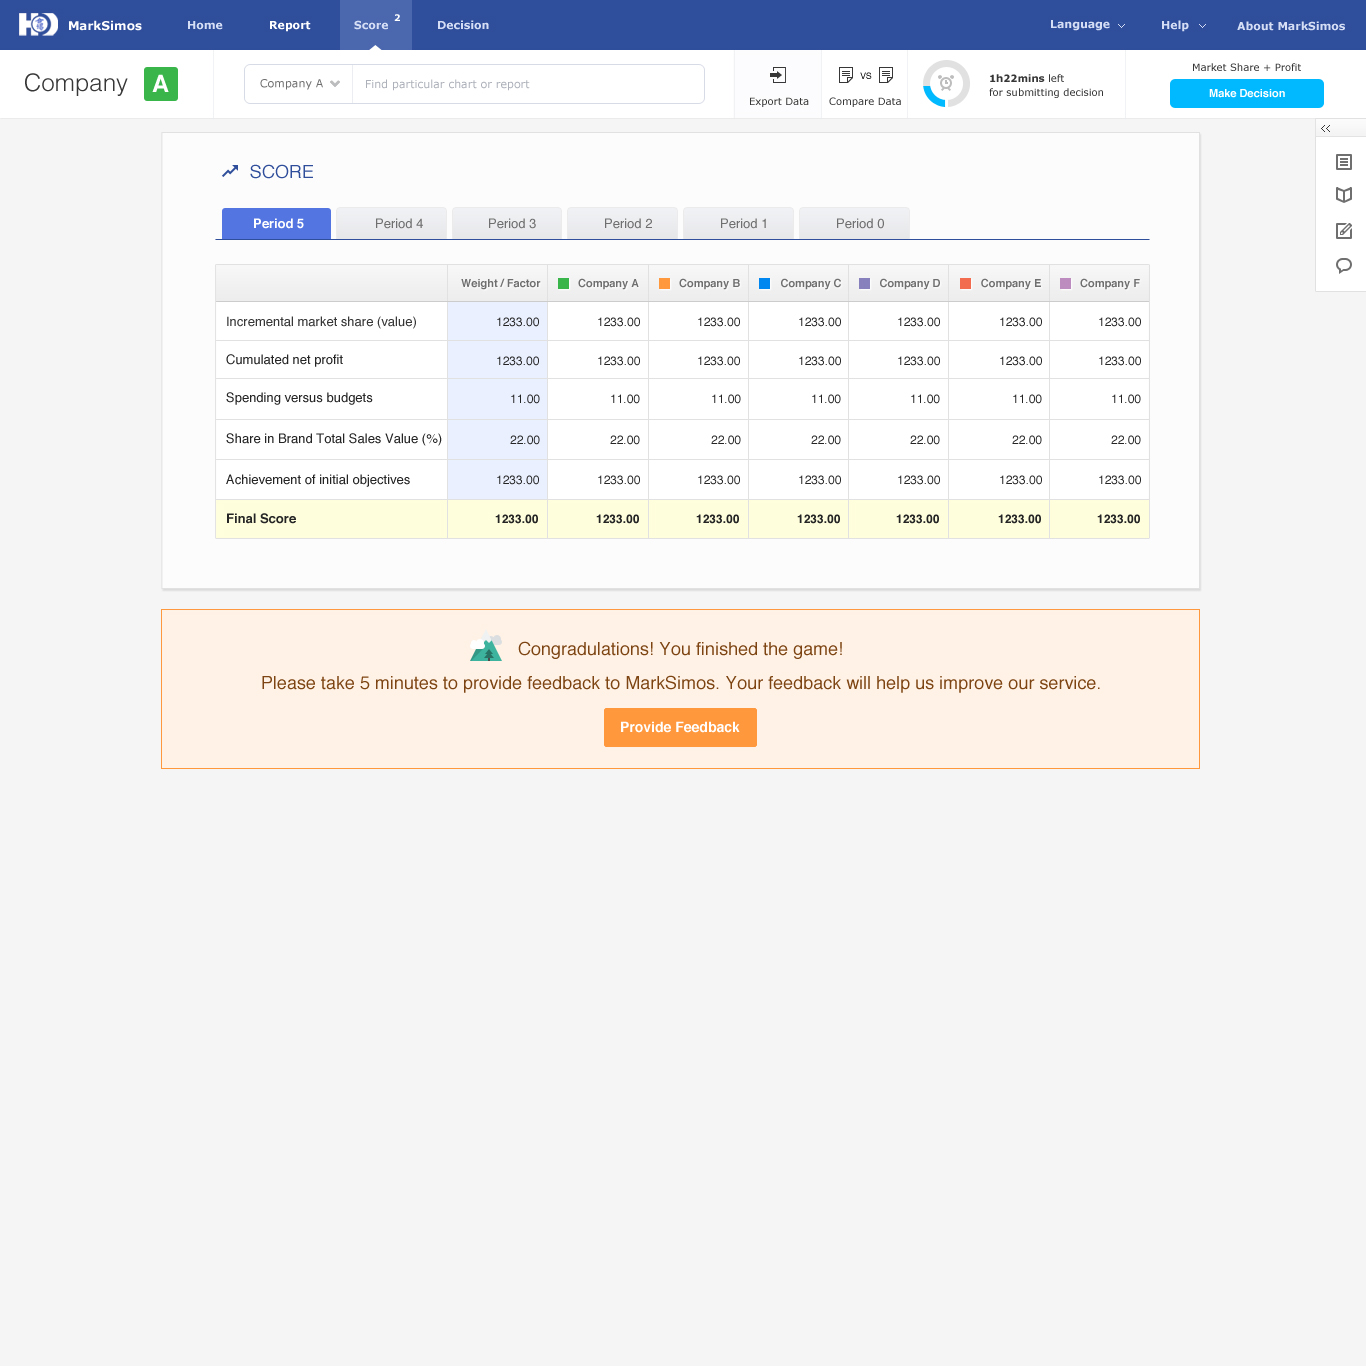 MarkSimos Home Report Score 2 Decision Language Help About MarkSimos
Company A
Company A Find particular chart or report
Export Data
vs
Compare Data
1h22mins left
for submitting decision
Market Share + Profit
Make Decision
SCORE
Period 5 Period 4 Period 3 Period 2 Period 1 Period 0
Weight / Factor Company A Company B Company C Company D Company E Company F
Incremental market share (value) 1233.00 1233.00 1233.00 1233.00 1233.00 1233.00 1233.00
Cumulated net profit 1233.00 1233.00 1233.00 1233.00 1233.00 1233.00 1233.00
Spending versus budgets 11.00 11.00 11.00 11.00 11.00 11.00 11.00
Share in Brand Total Sales Value (%) 22.00 22.00 22.00 22.00 22.00 22.00 22.00
Achievement of initial objectives 1233.00 1233.00 1233.00 1233.00 1233.00 1233.00 1233.00
Final Score 1233.00 1233.00 1233.00 1233.00 1233.00 1233.00 1233.00
Congradulations! You finished the game!
Please take 5 minutes to provide feedback to MarkSimos. Your feedback will help us improve our service.
Provide Feedback